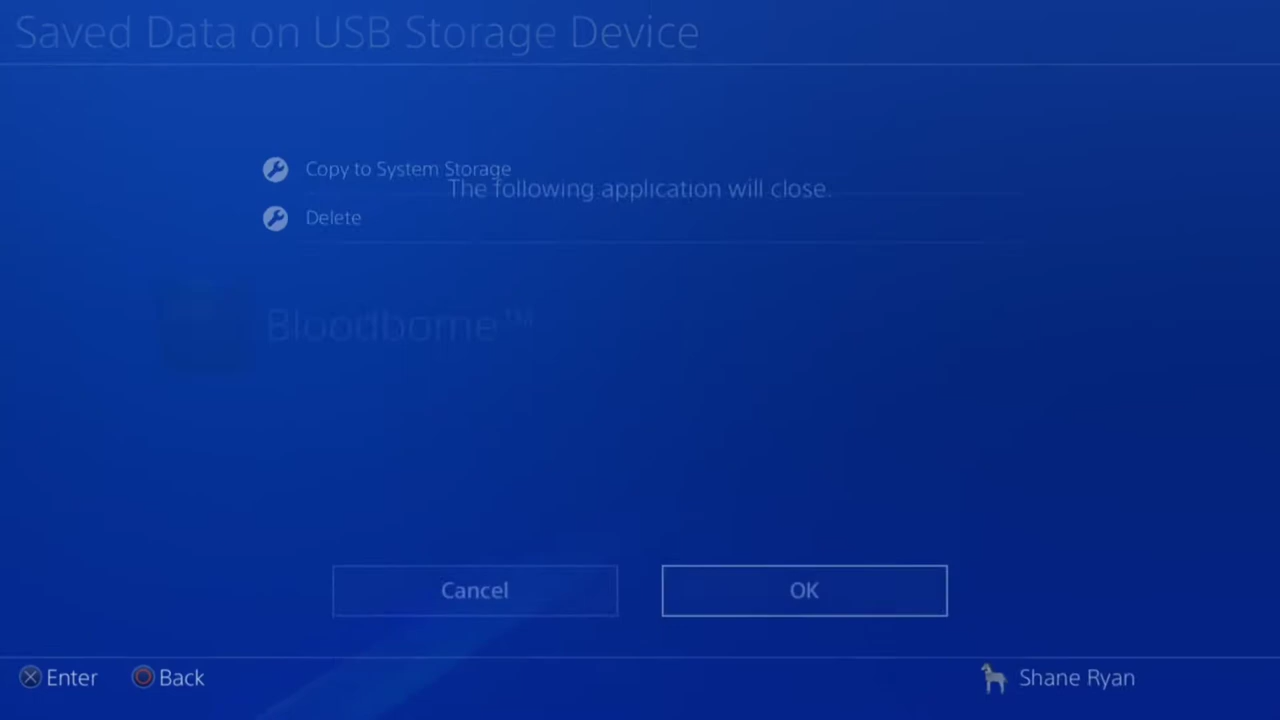 Saved Data on USB Storage Device
Copy to System Storage
The following application will close.
Delete
Bloodborne™
Cancel
OK
Enter
Back
Shane Ryan